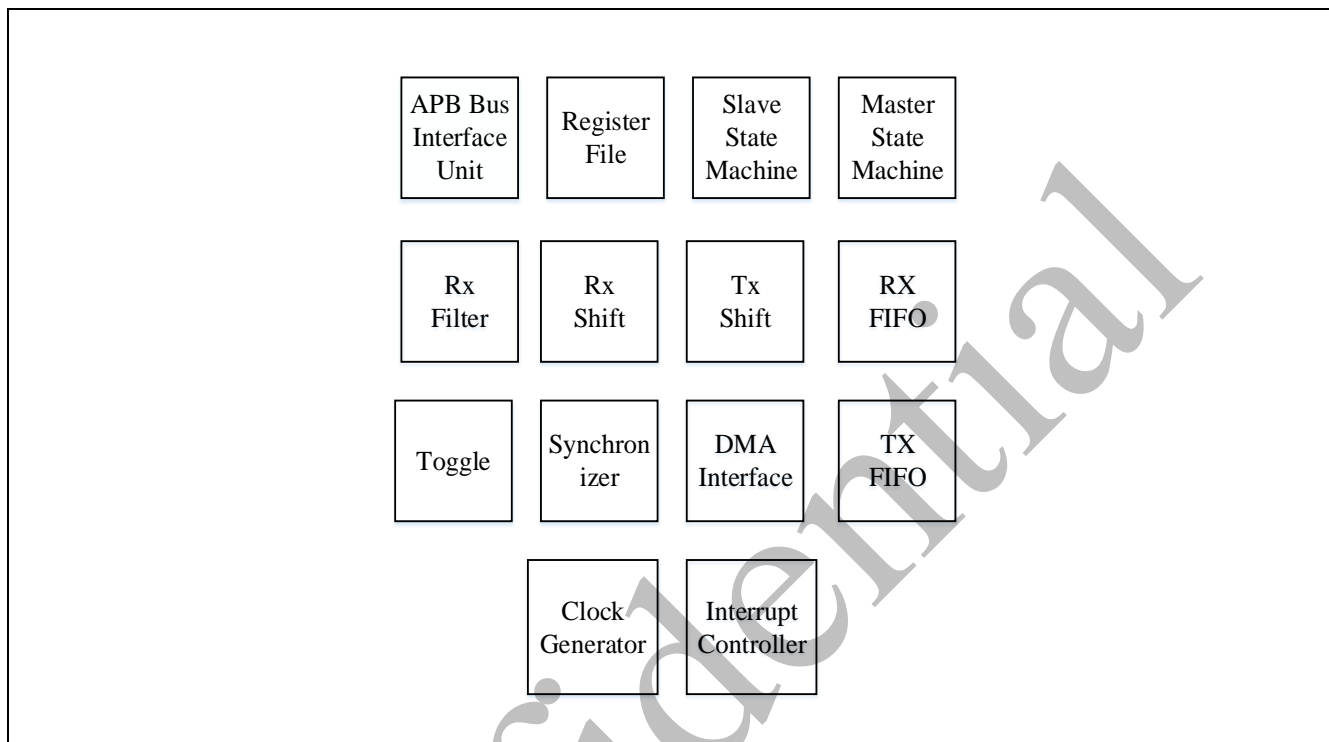 APB Bus
Interface
Unit
Register
File
Slave
State
Machine
Master
State
Machine
Rx
Filter
Rx
Shift
Tx
Shift
RX
FIFO
Toggle
Synchron
izer
DMA
Interface
TX
FIFO
Clock
Generator
Interrupt
Controller
fidential